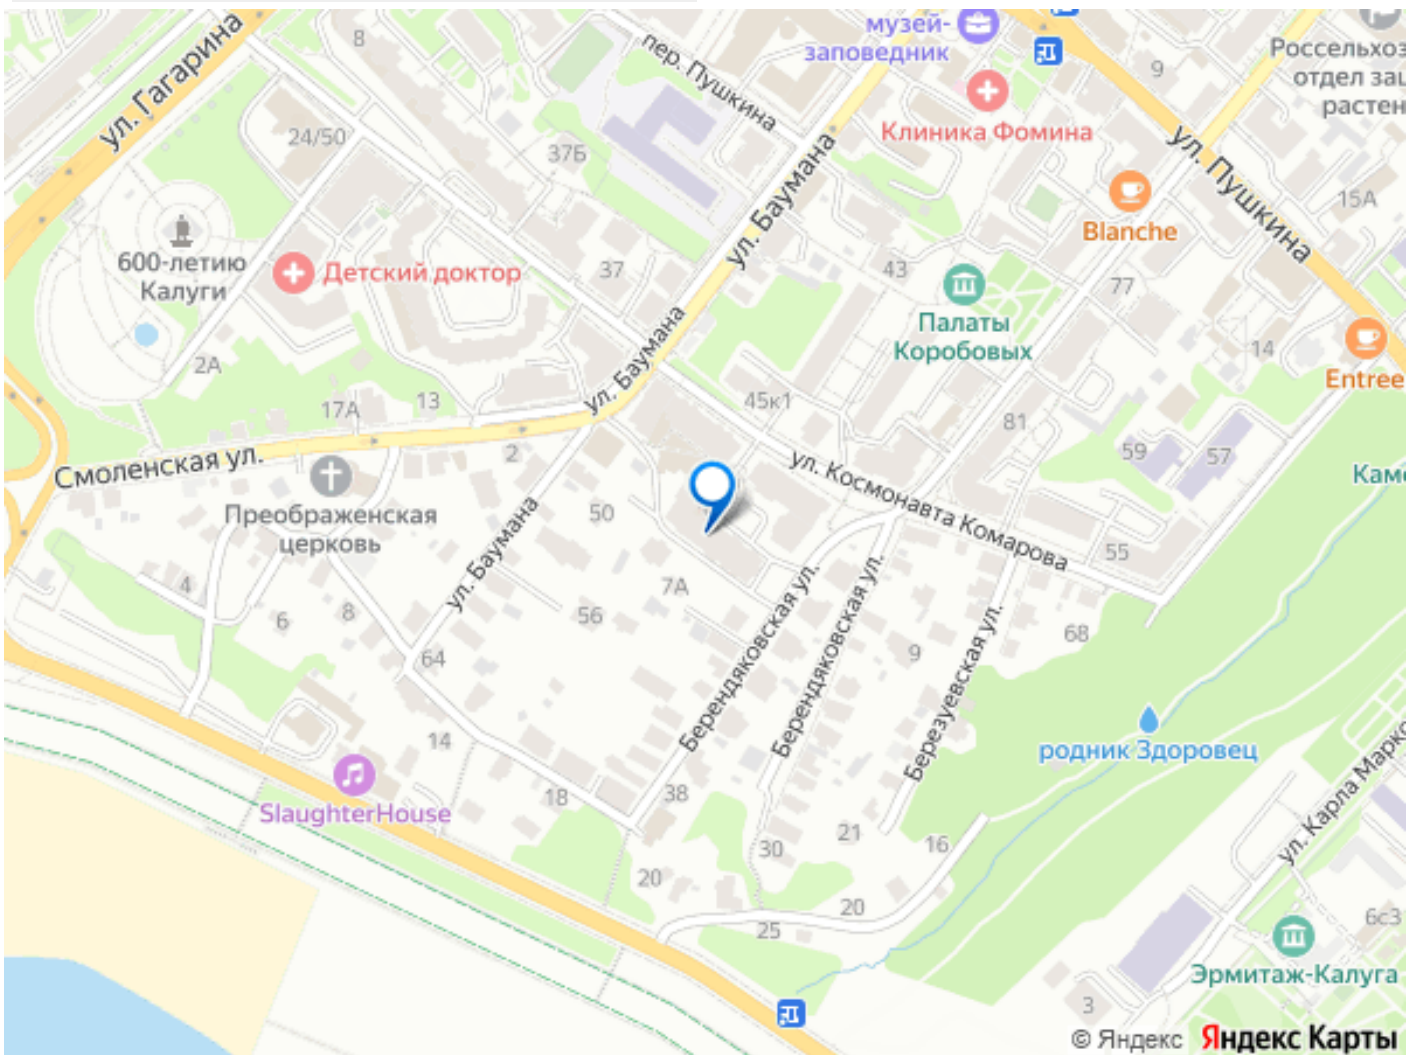 музей-
заповедник
Россельхоз
отдел защ
растен
ул. Гагарина
8
пер. Пушкина
9
24/50
37Б
Клиника Фомина
ул. Пушкина
15А
Blanche
ул. Баумана
600-летию
Калуги
Детский доктор
37
43
77
Палаты
Коробовых
14
Entree
2А
ул. Баумана
17А
13
45к1
81
59
57
Смоленская ул.
2
ул. Космонавта Комарова
Каме
Преображенская
церковь
50
ул. Баумана
55
4
6
8
7А
56
Берендяковская ул.
Берендяковская ул.
9
Березуевская ул.
68
64
14
родник Здоровец
SlaughterHouse
18
38
ул. Карла Маркс
30
21
16
20
20
25
6с3
Эрмитаж-Калуга
3
© Яндекс Яндекс Карты